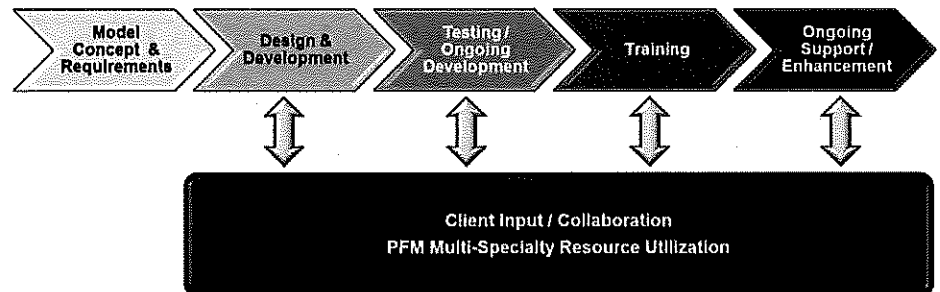 Model
Concept &
Requirements
Design &
Development
Testing /
Ongoing
Development
Training
Ongoing
Support /
Enhancement
Client Input / Collaboration
PFM Multi-Specialty Resource Utilization